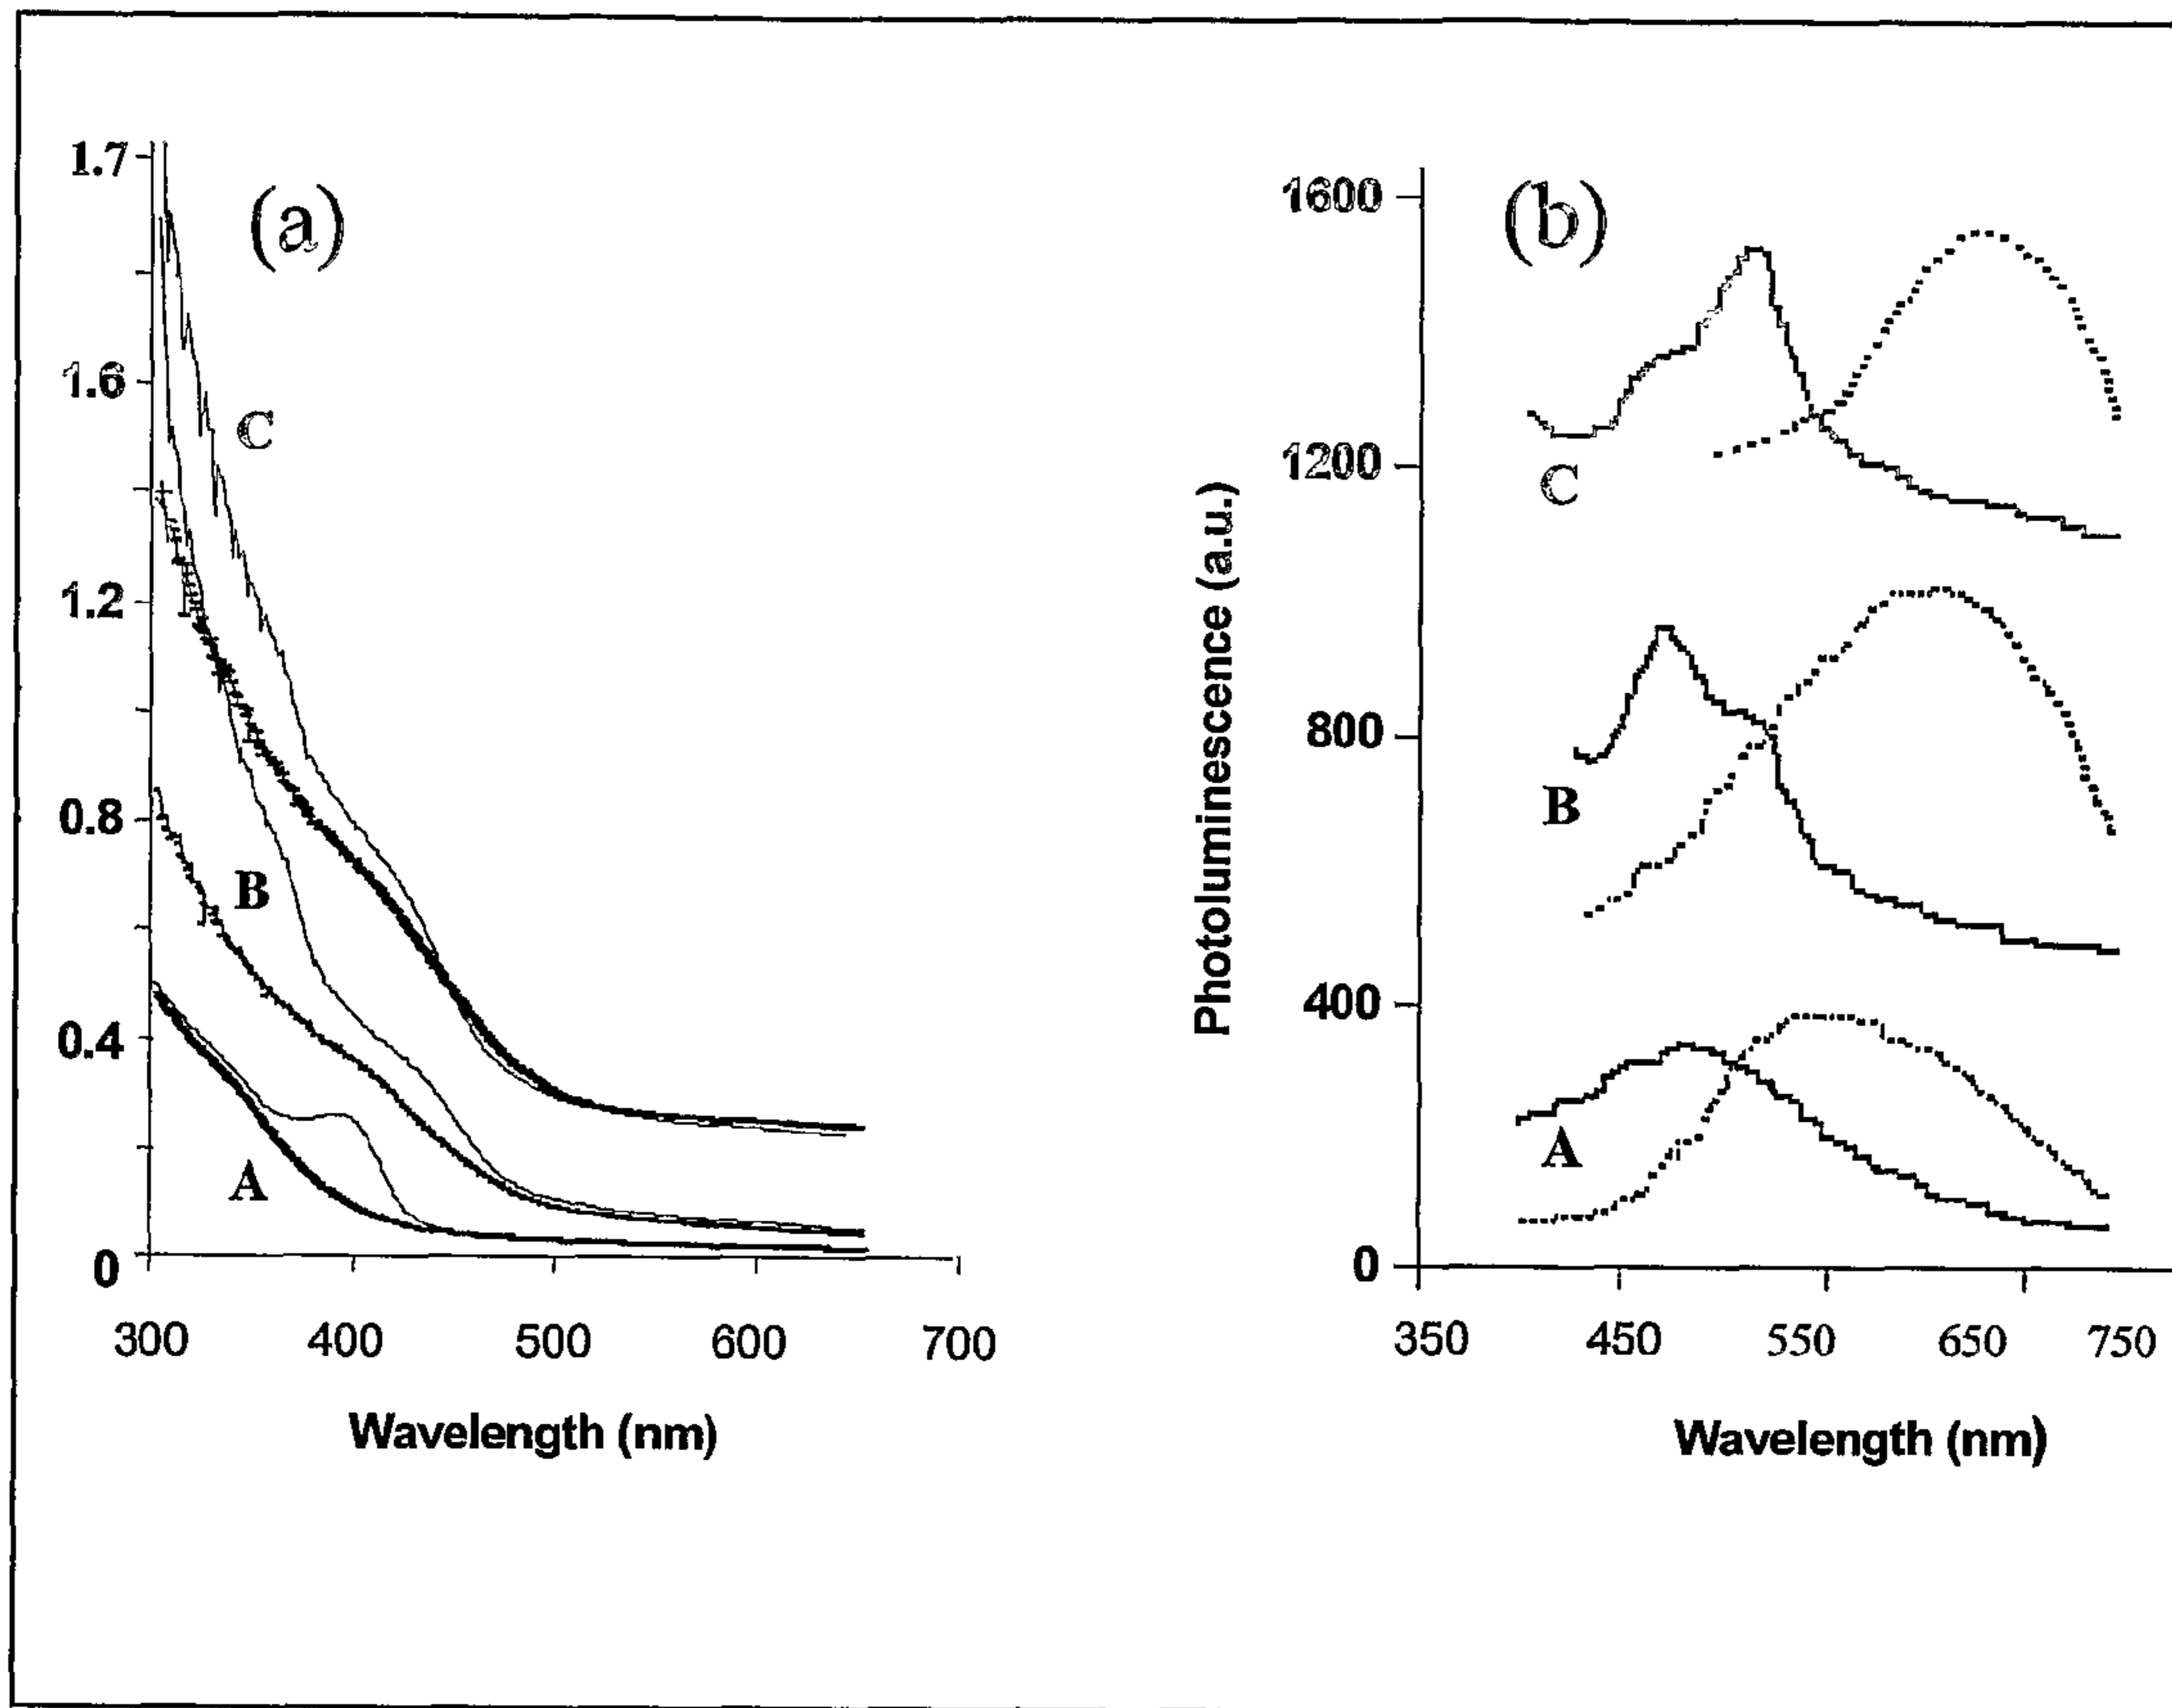 (a)
1.7
1.6
1.2
0.8
0.4
0
C
B
A
300 400 500 600 700
Wavelength (nm)
(b)
Photoluminescence (a.u.)
1600
1200
800
400
0
C
B
A
350 450 550 650 750
Wavelength (nm)